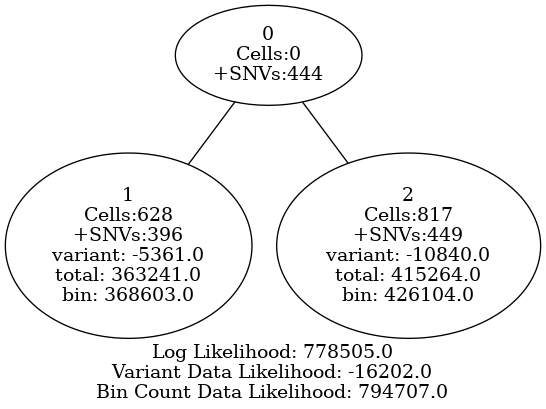 0
Cells:0
+SNVs:444
1
Cells:628
+SNVs:396
variant: -5361.0
total: 363241.0
bin: 368603.0
2
Cells:817
+SNVs:449
variant: -10840.0
total: 415264.0
bin: 426104.0
Log Likelihood: 778505.0
Variant Data Likelihood: -16202.0
Bin Count Data Likelihood: 794707.0